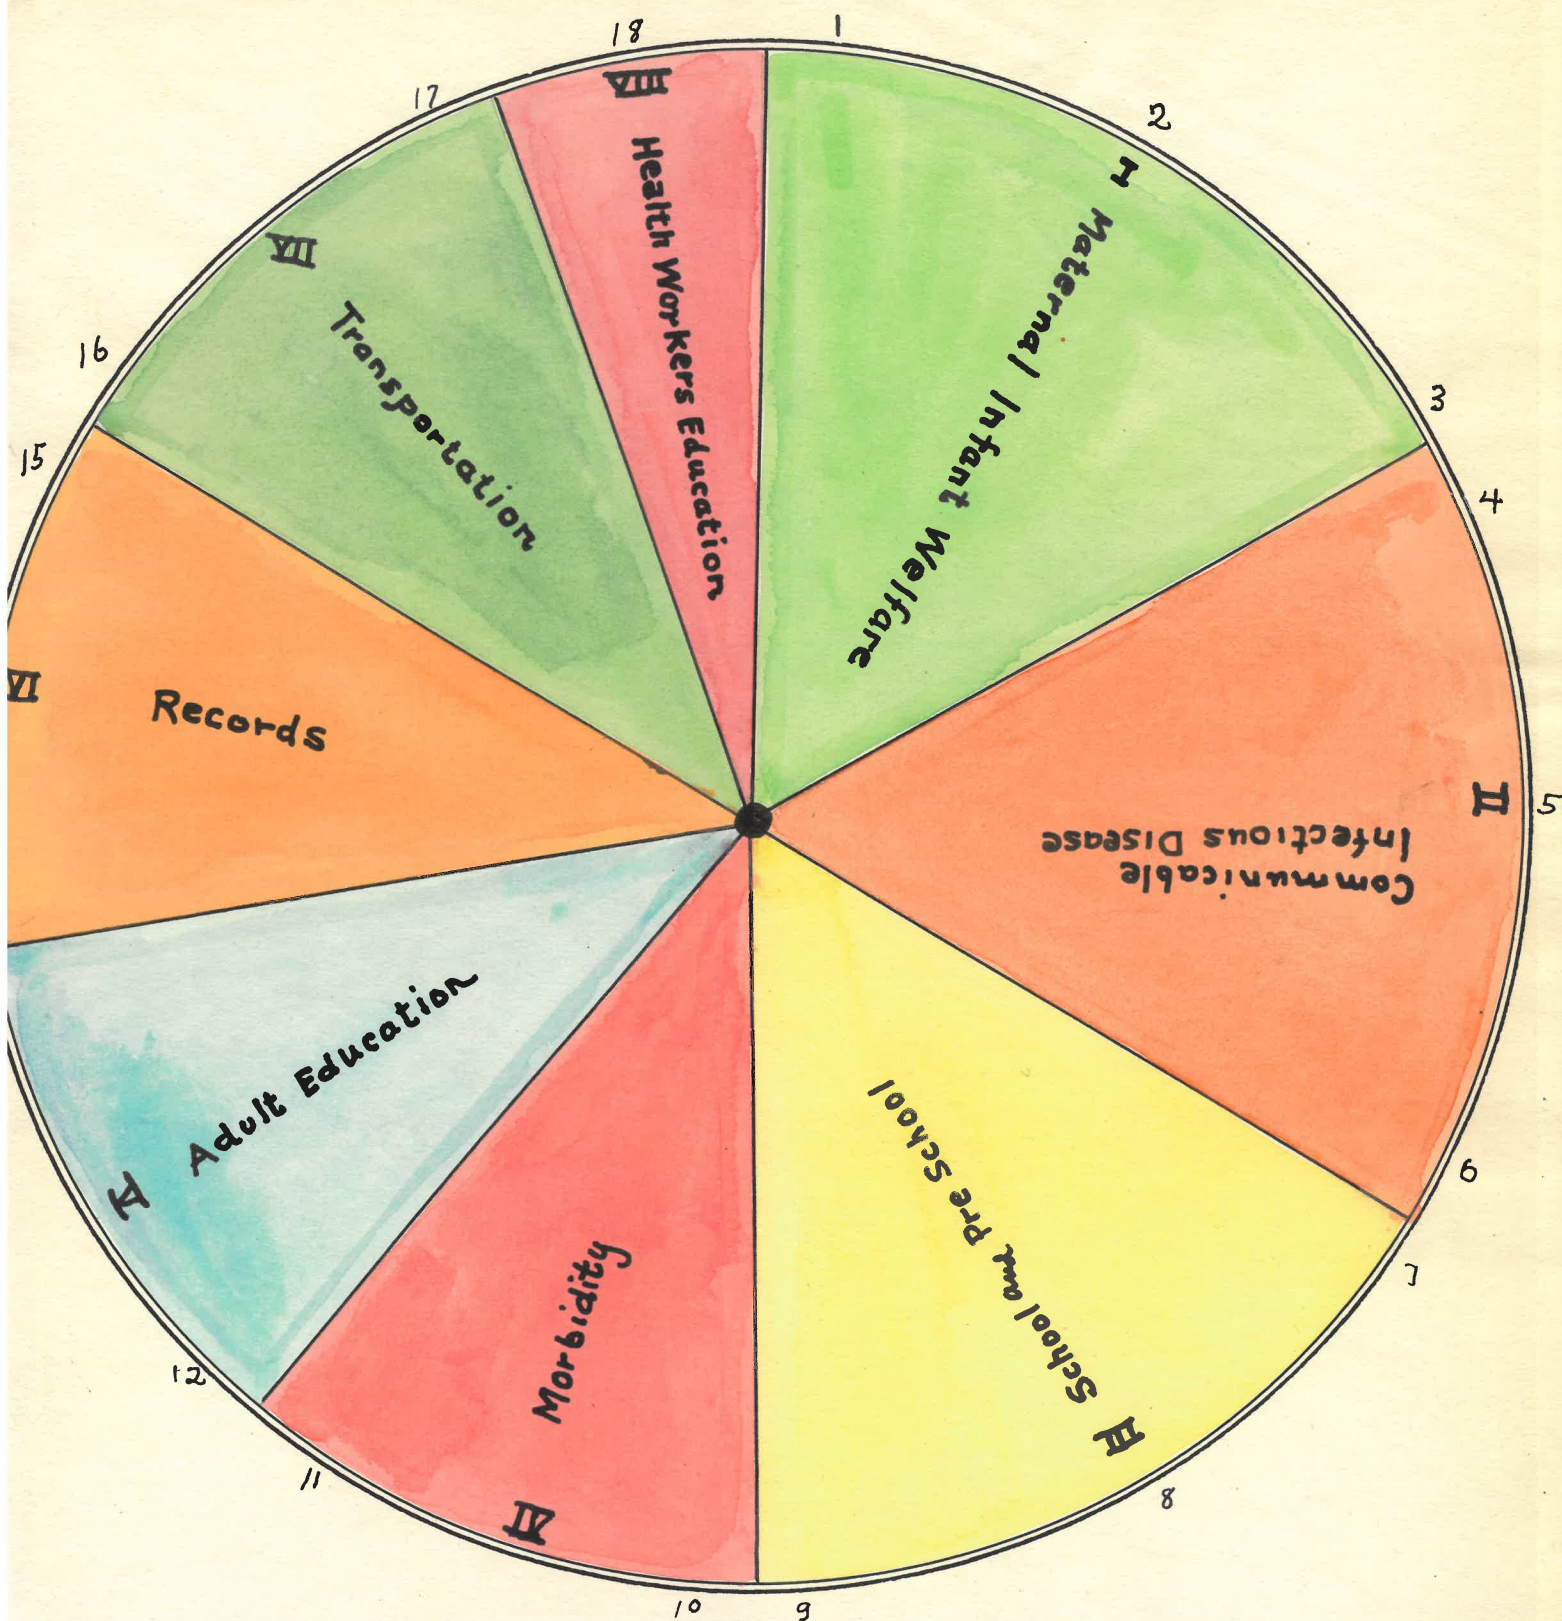 1
2
I
Maternal Infant Welfare
3
4
II
Communicable
Infectious Disease
5
6
7
III
School and Pre School
8
9
10
IV
Morbidity
11
12
V
Adult Education
VI
Records
15
16
VII
Transportation
17
18
VIII
Health Workers Education